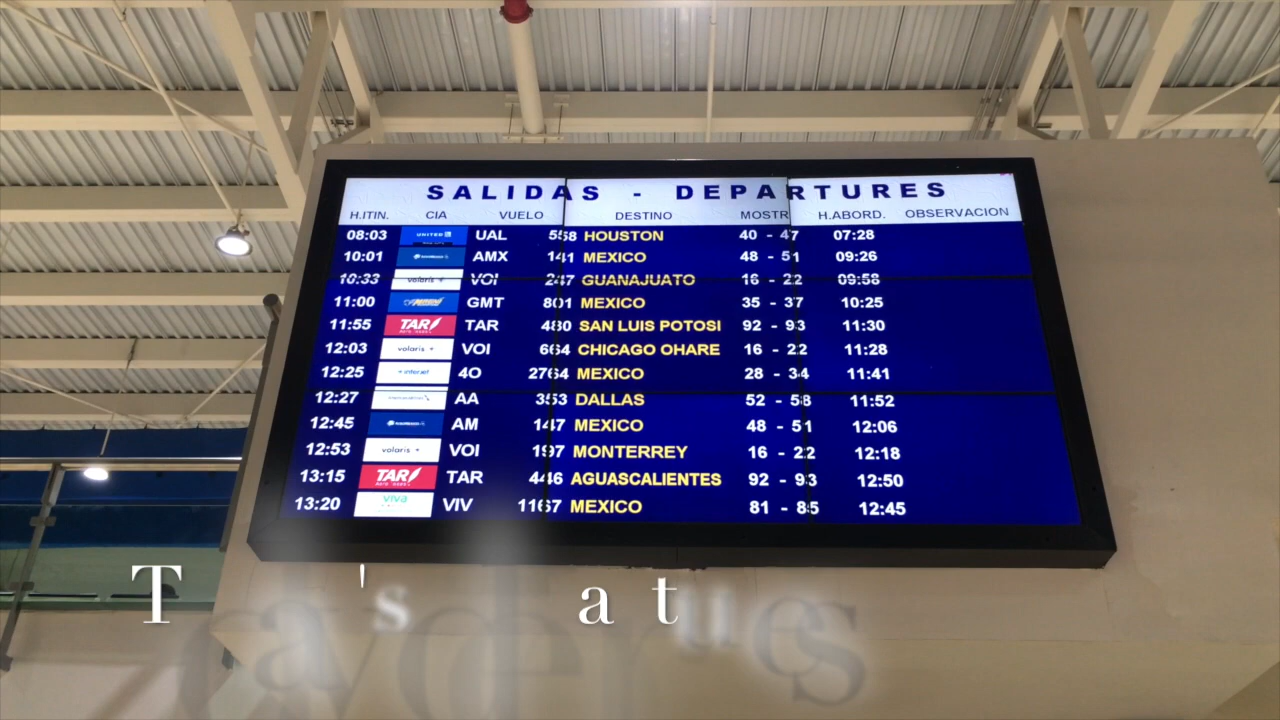 SALIDAS - DEPARTURES
H.ITIN. CIA VUELO DESTINO MOSTR H.ABORD. OBSERVACION
08:03 UNITED UAL 558 HOUSTON 40 - 47 07:28
10:01 AMX 141 MEXICO 48 - 51 09:26
10:33 volaris VOI 247 GUANAJUATO 16 - 22 09:58
11:00 GMT 801 MEXICO 35 - 37 10:25
11:55 TAR TAR 480 SAN LUIS POTOSI 92 - 93 11:30
12:03 volaris VOI 664 CHICAGO OHARE 16 - 22 11:28
12:25 interjet 4O 2764 MEXICO 28 - 34 11:41
12:27 AA 353 DALLAS 52 - 58 11:52
12:45 AM 147 MEXICO 48 - 51 12:06
12:53 volaris VOI 197 MONTERREY 16 - 22 12:18
13:15 TAR TAR 446 AGUASCALIENTES 92 - 93 12:50
13:20 viva VIV 1167 MEXICO 81 - 85 12:45